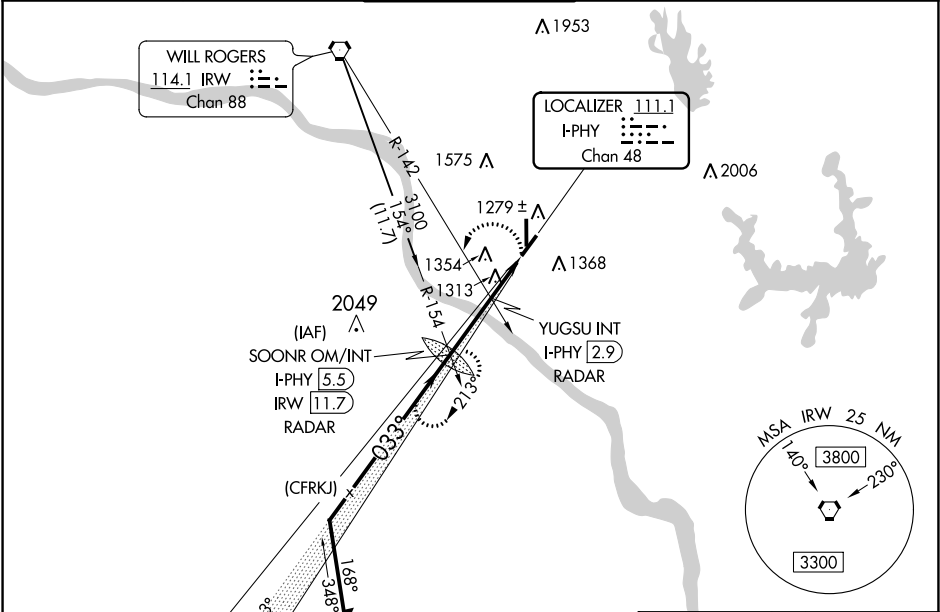 1953
WILL ROGERS
114.1 IRW
Chan 88
LOCALIZER 111.1
I-PHY
Chan 48
R-142
3100
154°
(11.7)
1575
2006
1279 ±
1354
1313
1368
R-154
2049
(IAF)
SOONR OM/INT
I-PHY 5.5
IRW 11.7
RADAR
YUGSU INT
I-PHY 2.9
RADAR
213°
033°
(CFRKJ)
168°
348°
3°
MSA IRW 25 NM
140°
3800
230°
3300